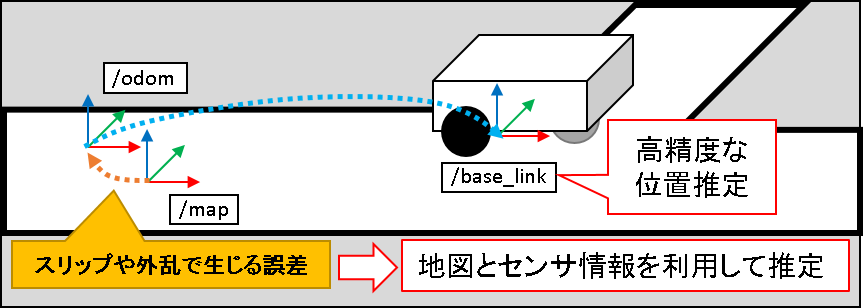 /odom
/map
/base_link
高精度な
位置推定
スリップや外乱で生じる誤差
地図とセンサ情報を利用して推定